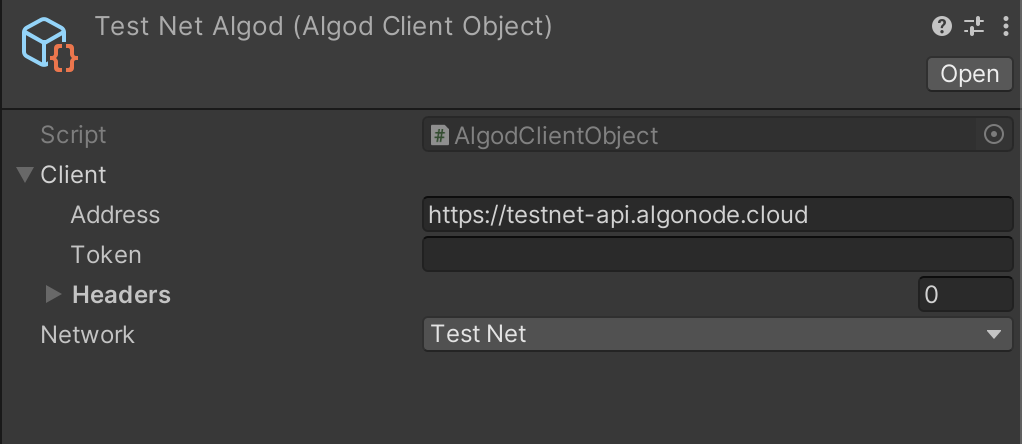 Test Net Algod (Algod Client Object)
Open
Script
AlgodClientObject
Client
Address
https://testnet-api.algonode.cloud
Token
Headers
0
Network
Test Net